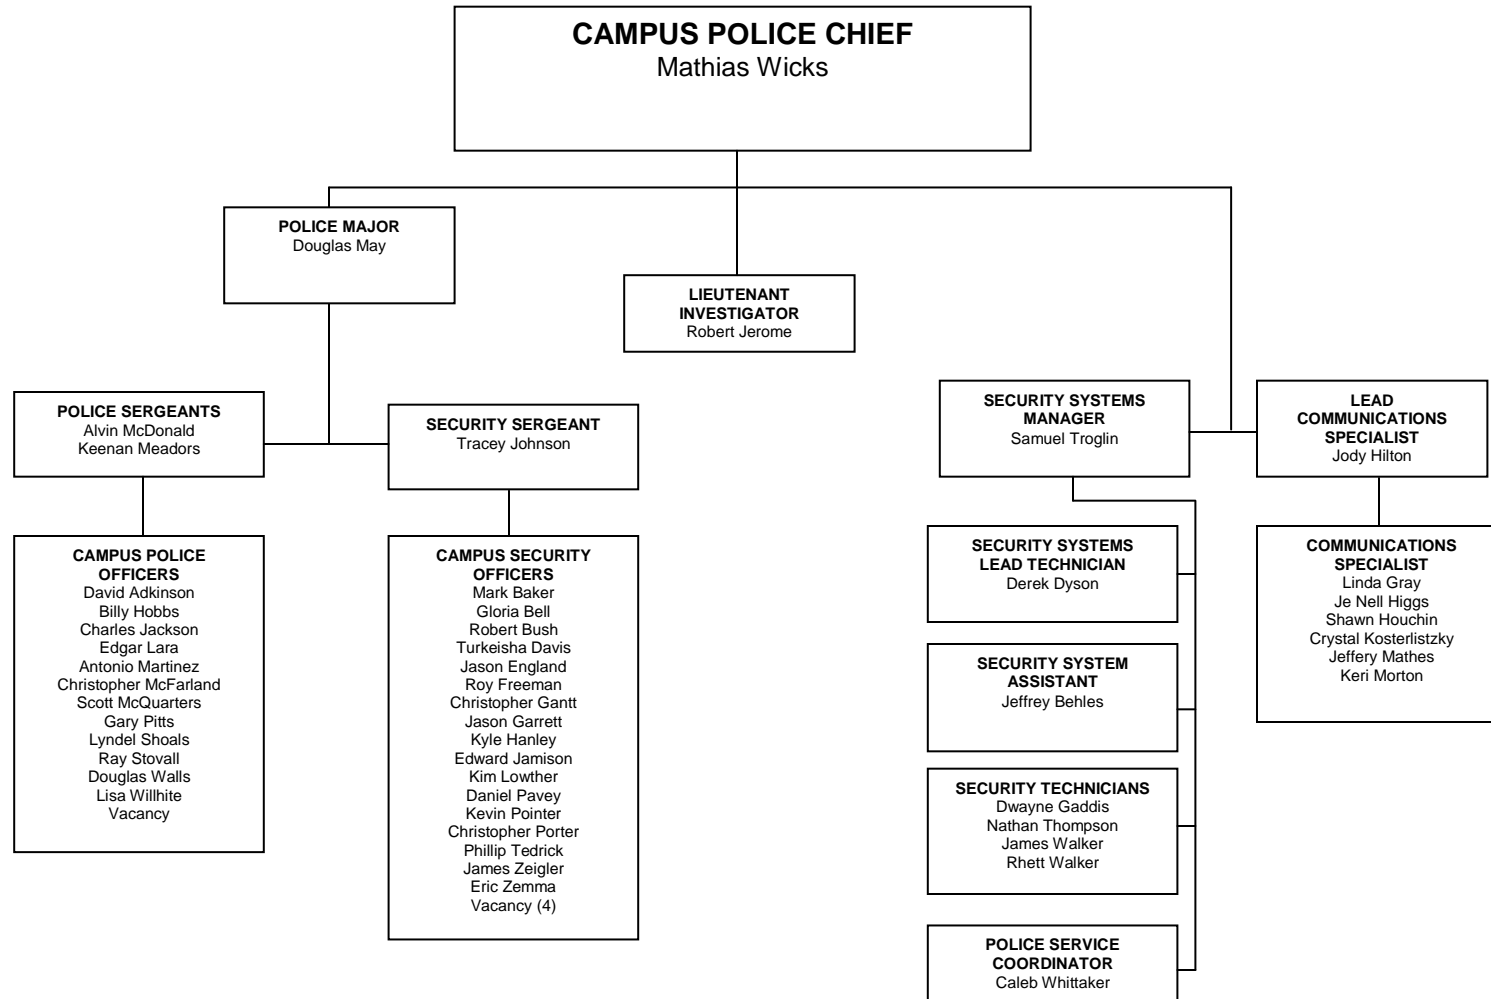 CAMPUS POLICE CHIEF
Mathias Wicks
POLICE MAJOR
Douglas May
LIEUTENANT
INVESTIGATOR
Robert Jerome
POLICE SERGEANTS
Alvin McDonald
Keenan Meadors
SECURITY SERGEANT
Tracey Johnson
SECURITY SYSTEMS
MANAGER
Samuel Troglin
LEAD
COMMUNICATIONS
SPECIALIST
Jody Hilton
CAMPUS POLICE
OFFICERS
David Adkinson
Billy Hobbs
Charles Jackson
Edgar Lara
Antonio Martinez
Christopher McFarland
Scott McQuarters
Gary Pitts
Lyndel Shoals
Ray Stovall
Douglas Walls
Lisa Willhite
Vacancy
CAMPUS SECURITY
OFFICERS
Mark Baker
Gloria Bell
Robert Bush
Turkeisha Davis
Jason England
Roy Freeman
Christopher Gantt
Jason Garrett
Kyle Hanley
Edward Jamison
Kim Lowther
Daniel Pavey
Kevin Pointer
Christopher Porter
Phillip Tedrick
James Zeigler
Eric Zemma
Vacancy (4)
SECURITY SYSTEMS
LEAD TECHNICIAN
Derek Dyson
SECURITY SYSTEM
ASSISTANT
Jeffrey Behles
SECURITY TECHNICIANS
Dwayne Gaddis
Nathan Thompson
James Walker
Rhett Walker
POLICE SERVICE
COORDINATOR
Caleb Whittaker
COMMUNICATIONS
SPECIALIST
Linda Gray
Je Nell Higgs
Shawn Houchin
Crystal Kosterlistzky
Jeffery Mathes
Keri Morton